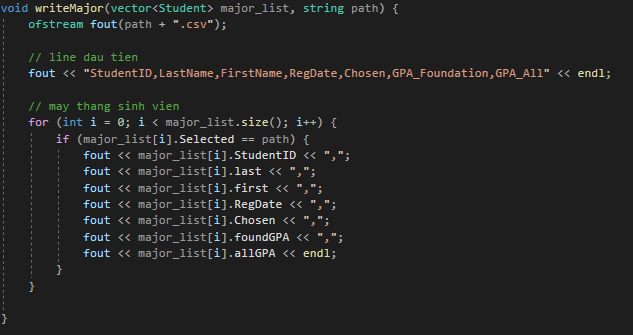 void writeMajor(vector<Student> major_list, string path) {
    ofstream fout(path + ".csv");

    // line dau tien
    fout << "StudentID,LastName,FirstName,RegDate,Chosen,GPA_Foundation,GPA_All" << endl;

    // may thang sinh vien
    for (int i = 0; i < major_list.size(); i++) {
        if (major_list[i].Selected == path) {
            fout << major_list[i].StudentID << ",";
            fout << major_list[i].last << ",";
            fout << major_list[i].first << ",";
            fout << major_list[i].RegDate << ",";
            fout << major_list[i].Chosen << ",";
            fout << major_list[i].foundGPA << ",";
            fout << major_list[i].allGPA << endl;
        }
    }

}